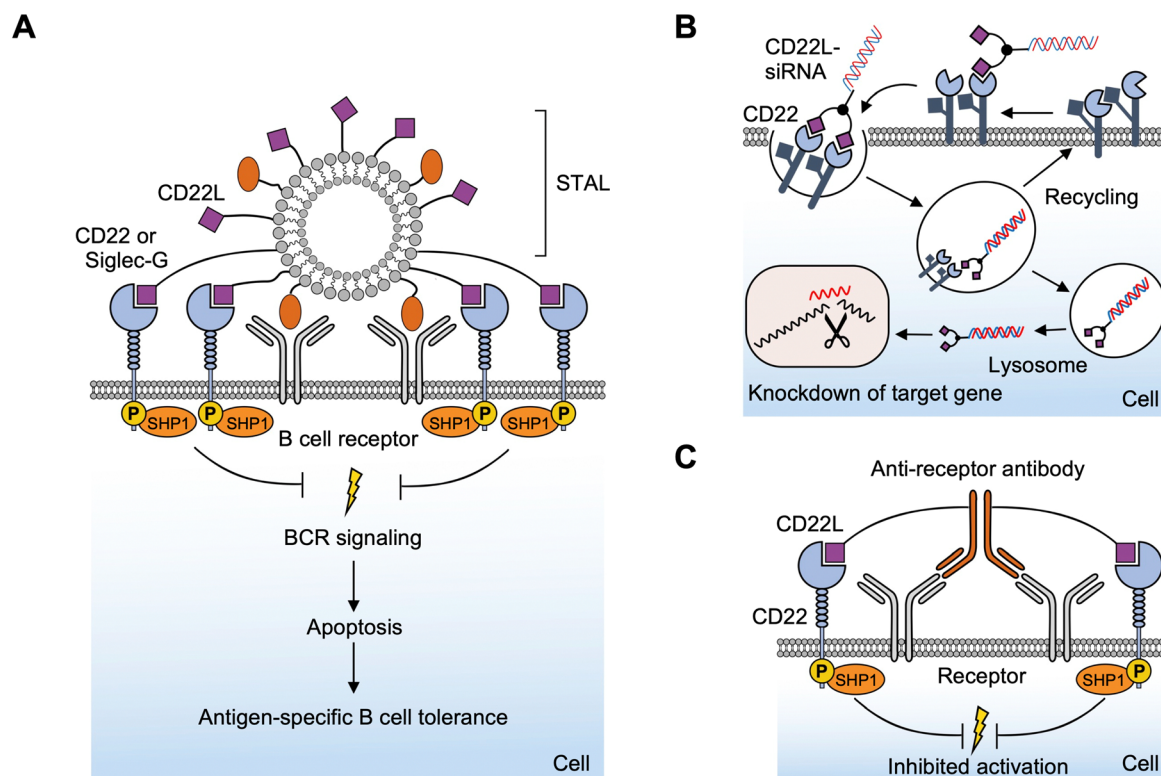 A
CD22L
STAL
CD22 or
Siglec-G
P
SHP1
P
SHP1
P
SHP1
P
SHP1
B cell receptor
BCR signaling
Apoptosis
Antigen-specific B cell tolerance
Cell
B
CD22L-
siRNA
CD22
Recycling
Lysosome
Knockdown of target gene
Cell
C
Anti-receptor antibody
CD22L
CD22
P
SHP1
Receptor
SHP1
P
Inhibited activation
Cell